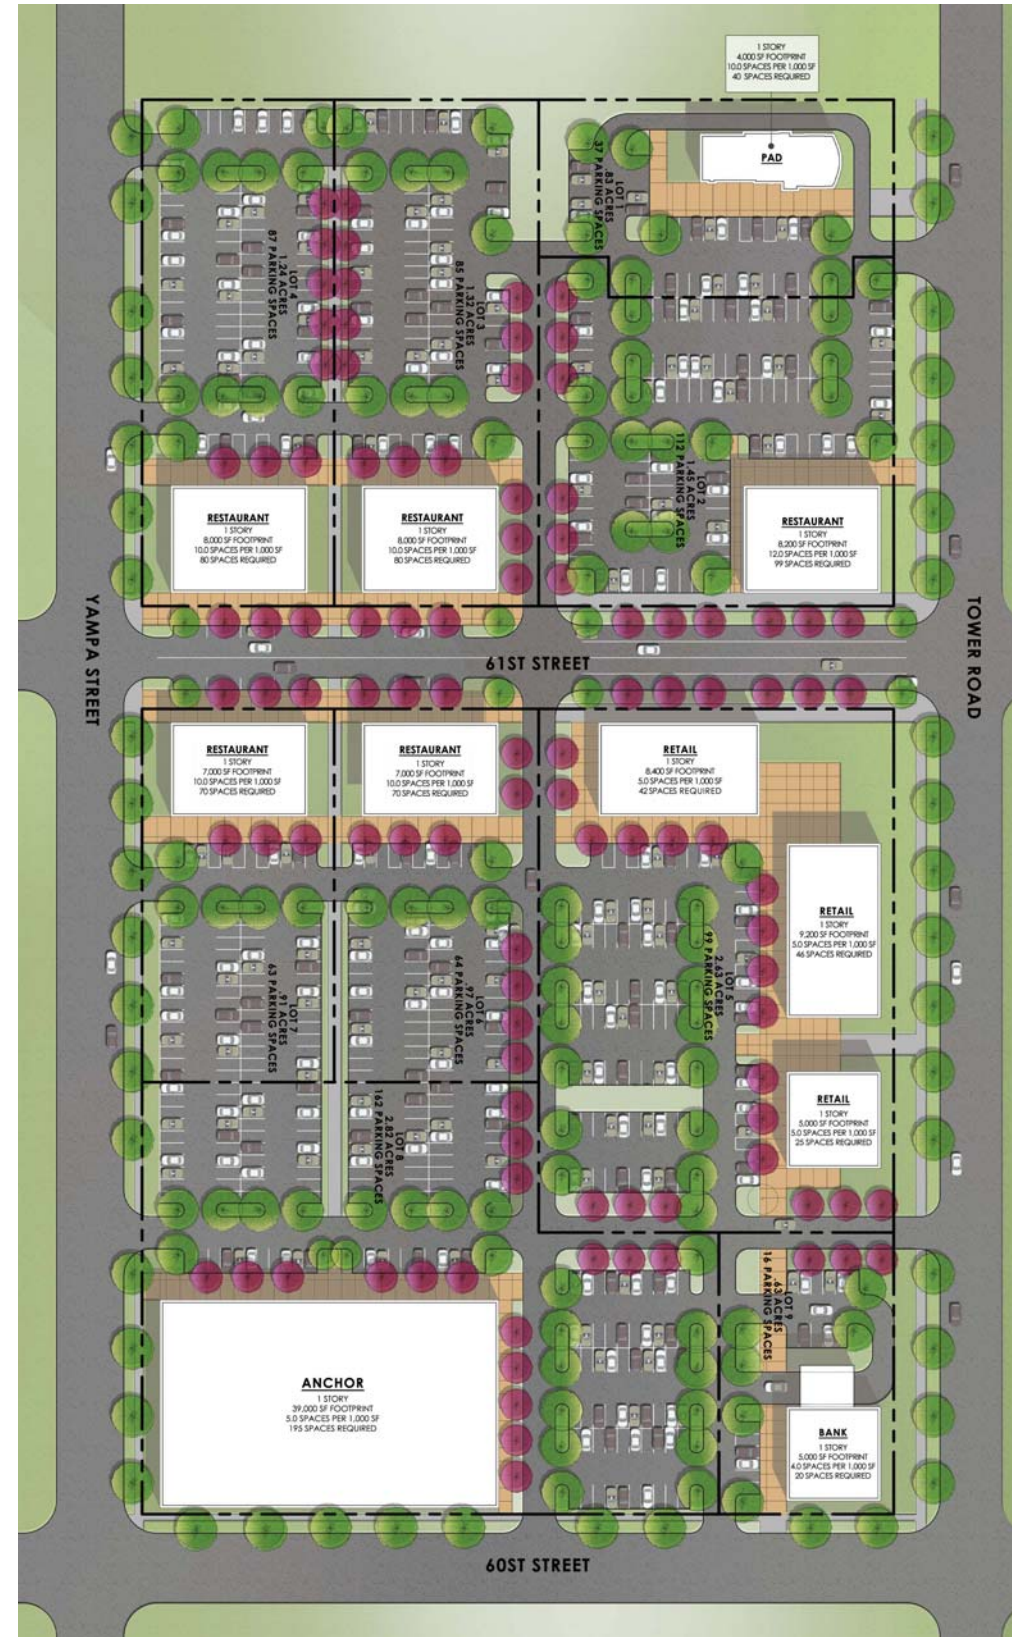 1 STORY
4,000 SF FOOTPRINT
10.0 SPACES PER 1,000 SF
40 SPACES REQUIRED
PAD
LOT 1
.83 ACRES
37 PARKING SPACES
LOT 4
1.24 ACRES
87 PARKING SPACES
LOT 3
1.32 ACRES
85 PARKING SPACES
LOT 2
1.45 ACRES
112 PARKING SPACES
RESTAURANT
1 STORY
8,000 SF FOOTPRINT
10.0 SPACES PER 1,000 SF
80 SPACES REQUIRED
RESTAURANT
1 STORY
8,000 SF FOOTPRINT
10.0 SPACES PER 1,000 SF
80 SPACES REQUIRED
RESTAURANT
1 STORY
8,200 SF FOOTPRINT
12.0 SPACES PER 1,000 SF
99 SPACES REQUIRED
YAMPA STREET
61ST STREET
TOWER ROAD
RESTAURANT
1 STORY
7,000 SF FOOTPRINT
10.0 SPACES PER 1,000 SF
70 SPACES REQUIRED
RESTAURANT
1 STORY
7,000 SF FOOTPRINT
10.0 SPACES PER 1,000 SF
70 SPACES REQUIRED
RETAIL
1 STORY
8,400 SF FOOTPRINT
5.0 SPACES PER 1,000 SF
42 SPACES REQUIRED
RETAIL
1 STORY
9,200 SF FOOTPRINT
5.0 SPACES PER 1,000 SF
46 SPACES REQUIRED
LOT 7
.91 ACRES
63 PARKING SPACES
LOT 6
.97 ACRES
64 PARKING SPACES
LOT 5
2.63 ACRES
99 PARKING SPACES
RETAIL
1 STORY
5,000 SF FOOTPRINT
5.0 SPACES PER 1,000 SF
25 SPACES REQUIRED
LOT 8
2.82 ACRES
162 PARKING SPACES
LOT 9
.63 ACRES
16 PARKING SPACES
ANCHOR
1 STORY
39,000 SF FOOTPRINT
5.0 SPACES PER 1,000 SF
195 SPACES REQUIRED
BANK
1 STORY
5,000 SF FOOTPRINT
4.0 SPACES PER 1,000 SF
20 SPACES REQUIRED
60ST STREET